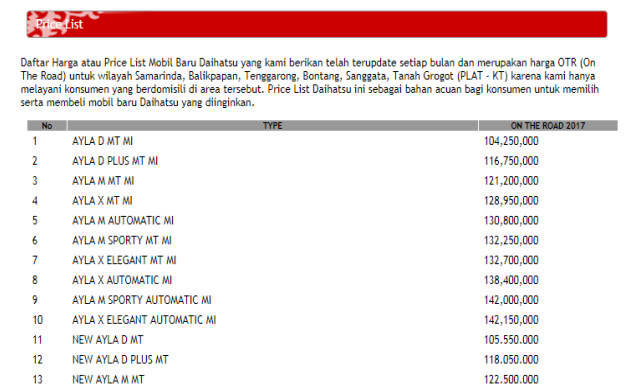 Price List
Daftar Harga atau Price List Mobil Baru Daihatsu yang kami berikan telah terupdate setiap bulan dan merupakan harga OTR (On
The Road) untuk wilayah Samarinda, Balikpapan, Tenggarong, Bontang, Sanggata, Tanah Grogot (PLAT - KT) karena kami hanya
melayani konsumen yang berdomisili di area tersebut. Price List Daihatsu ini sebagai bahan acuan bagi konsumen untuk memilih
serta membeli mobil baru Daihatsu yang diinginkan.
No TYPE ON THE ROAD 2017
1 AYLA D MT MI 104,250,000
2 AYLA D PLUS MT MI 116,750,000
3 AYLA M MT MI 121,200,000
4 AYLA X MT MI 128,950,000
5 AYLA M AUTOMATIC MI 130,800,000
6 AYLA M SPORTY MT MI 132,250,000
7 AYLA X ELEGANT MT MI 132,700,000
8 AYLA X AUTOMATIC MI 138,400,000
9 AYLA M SPORTY AUTOMATIC MI 142,000,000
10 AYLA X ELEGANT AUTOMATIC MI 142,150,000
11 NEW AYLA D MT 105.550.000
12 NEW AYLA D PLUS MT 118.050.000
13 NEW AYLA M MT 122.500.000